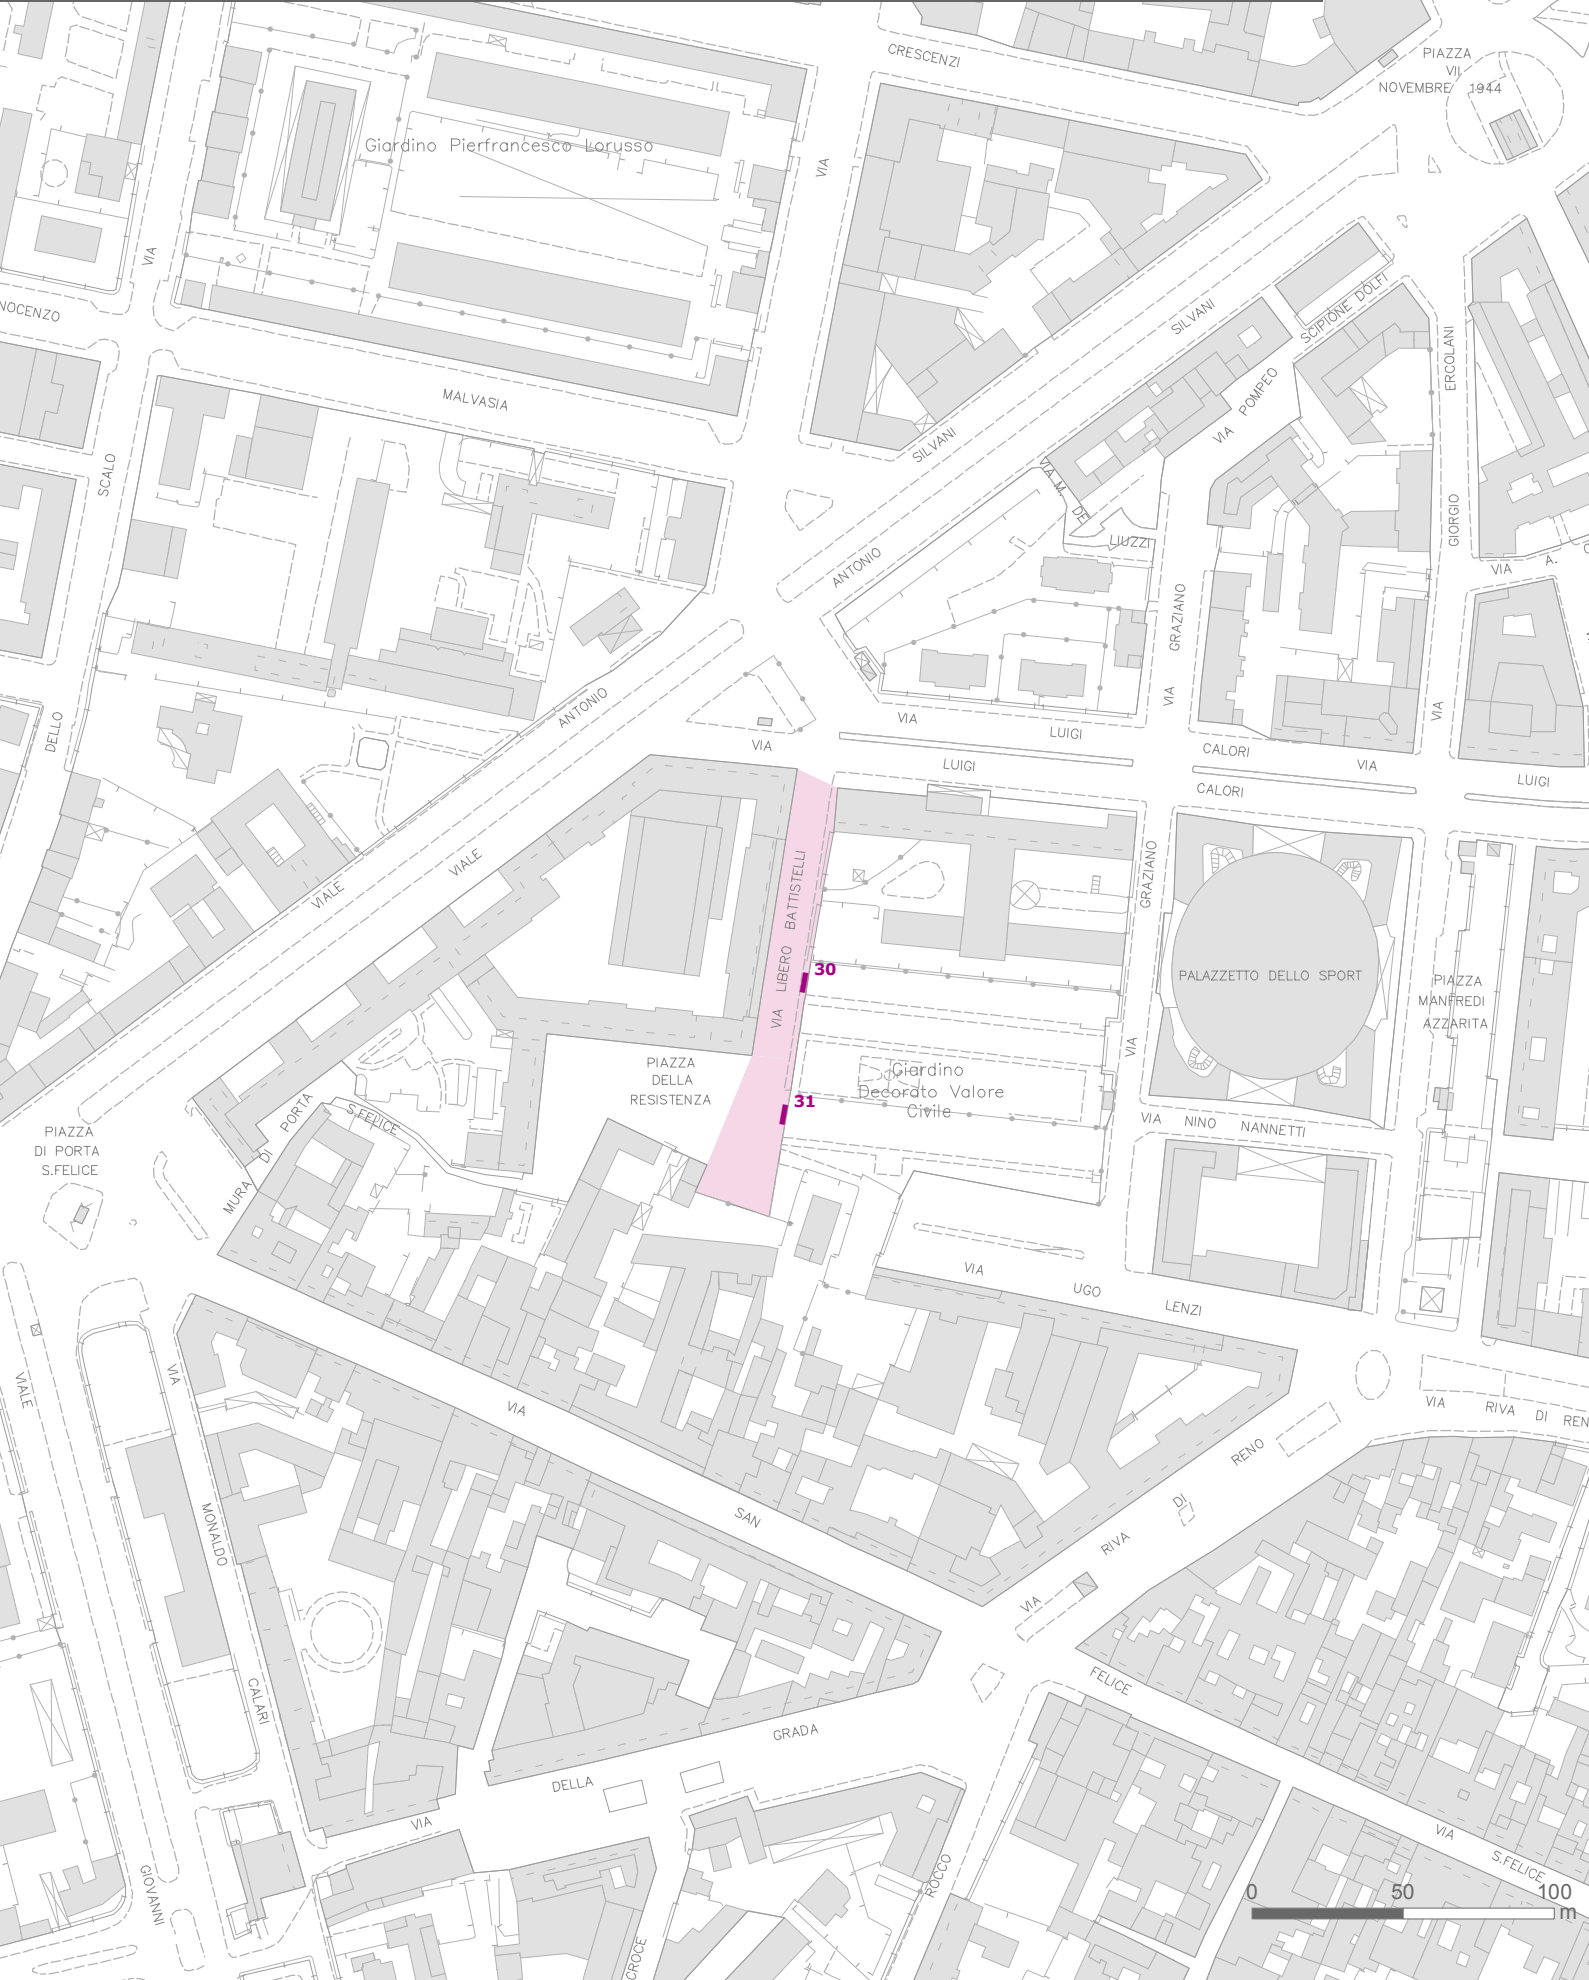 CRESCENZI
PIAZZA
VII
NOVEMBRE 1944
Giardino Pierfrancesco Lorusso
VIA
VIA
NOCENZO
SILVANI
SCIPIONE DOLFI
ERCOLANI
MALVASIA
VIA POMPEO
SILVANI
SCALO
VIA M. DE'
LIUZZI
GIORGIO
ANTONIO
VIA A.
GRAZIANO
VIA
VIA
DELLO
ANTONIO
VIA
LUIGI
VIA
CALORI
VIA
LUIGI
CALORI
LUIGI
VIALE
VIALE
VIA LIBERO BATTISTELLI
GRAZIANO
30
PALAZZETTO DELLO SPORT
PIAZZA
MANFREDI
AZZARITA
VIA
PIAZZA
DELLA
RESISTENZA
Giardino
Decorato Valore
Civile
31
MURA DI PORTA
S.FELICE
VIA NINO NANNETTI
PIAZZA
DI PORTA
S.FELICE
VIA
UGO
LENZI
VIALE
VIA
VIA
VIA RIVA DI REN
RENO
MONALDO
SAN
DI
RIVA
VIA
CALARI
FELICE
GRADA
DELLA
VIA
VIA
S.FELICE
GIOVANNI
ROCCO
CROCE
0 50 100
m